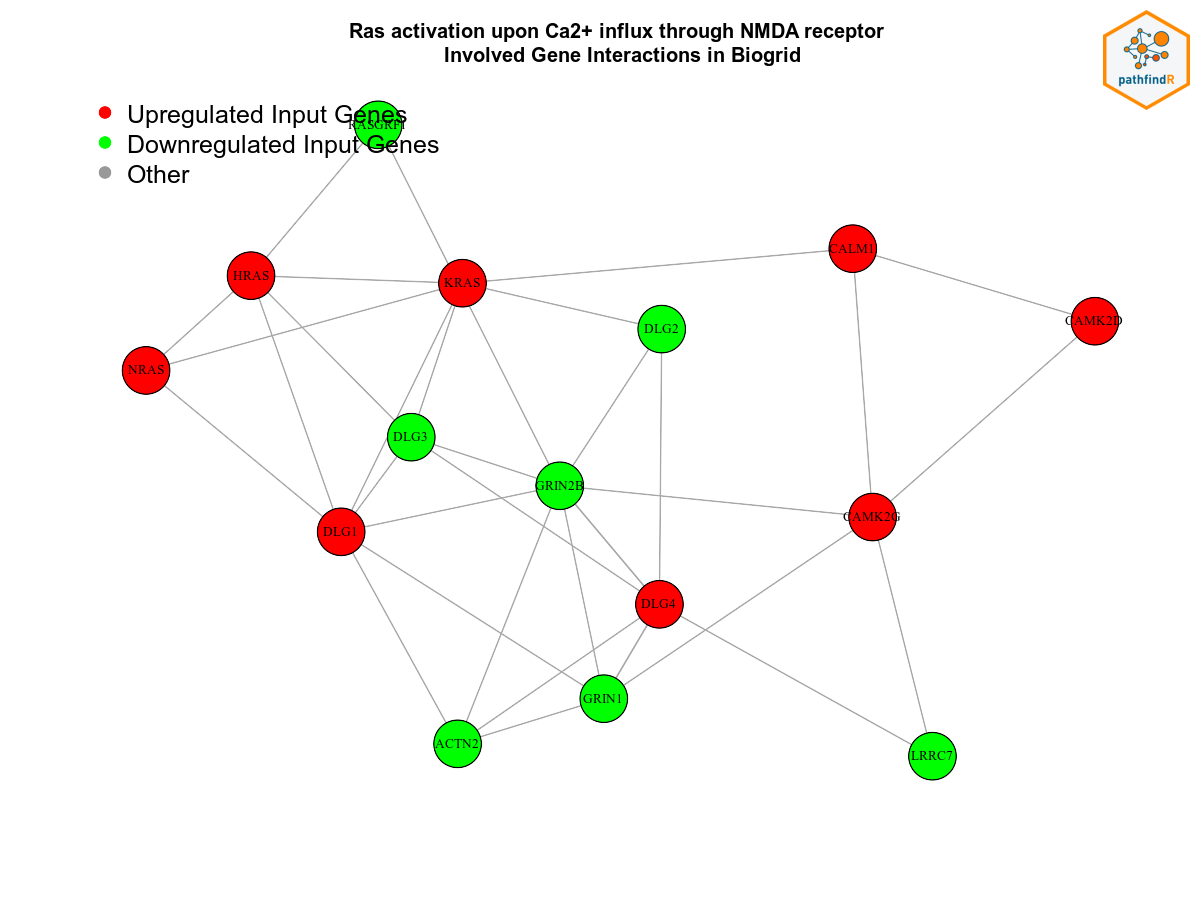 Ras activation upon Ca2+ influx through NMDA receptor
Involved Gene Interactions in Biogrid
pathfindR
Upregulated Input Genes
RASGRF1
Downregulated Input Genes
Other
CALM1
HRAS
KRAS
CAMK2D
DLG2
NRAS
DLG3
GRIN2B
CAMK2G
DLG1
DLG4
GRIN1
ACTN2
LRRC7